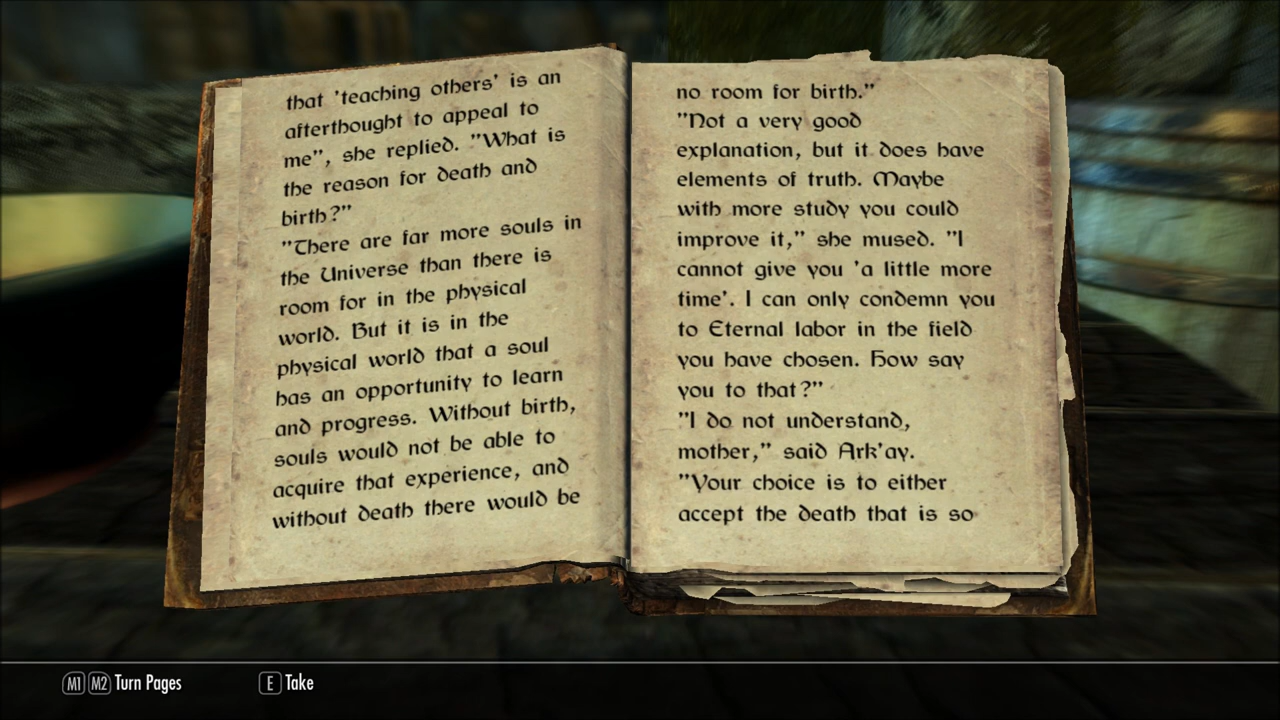 that 'teaching others' is an
afterthought to appeal to
me", she replied. "What is
the reason for death and
birth?"
"There are far more souls in
the Universe than there is
room for in the physical
world. But it is in the
physical world that a soul
has an opportunity to learn
and progress. Without birth,
souls would not be able to
acquire that experience, and
without death there would be
no room for birth."
"Not a very good
explanation, but it does have
elements of truth. Maybe
with more study you could
improve it," she mused. "I
cannot give you 'a little more
time'. I can only condemn you
to Eternal labor in the field
you have chosen. How say
you to that?"
"I do not understand,
mother," said Ark'ay.
"Your choice is to either
accept the death that is so
M1 M2 Turn Pages
E Take